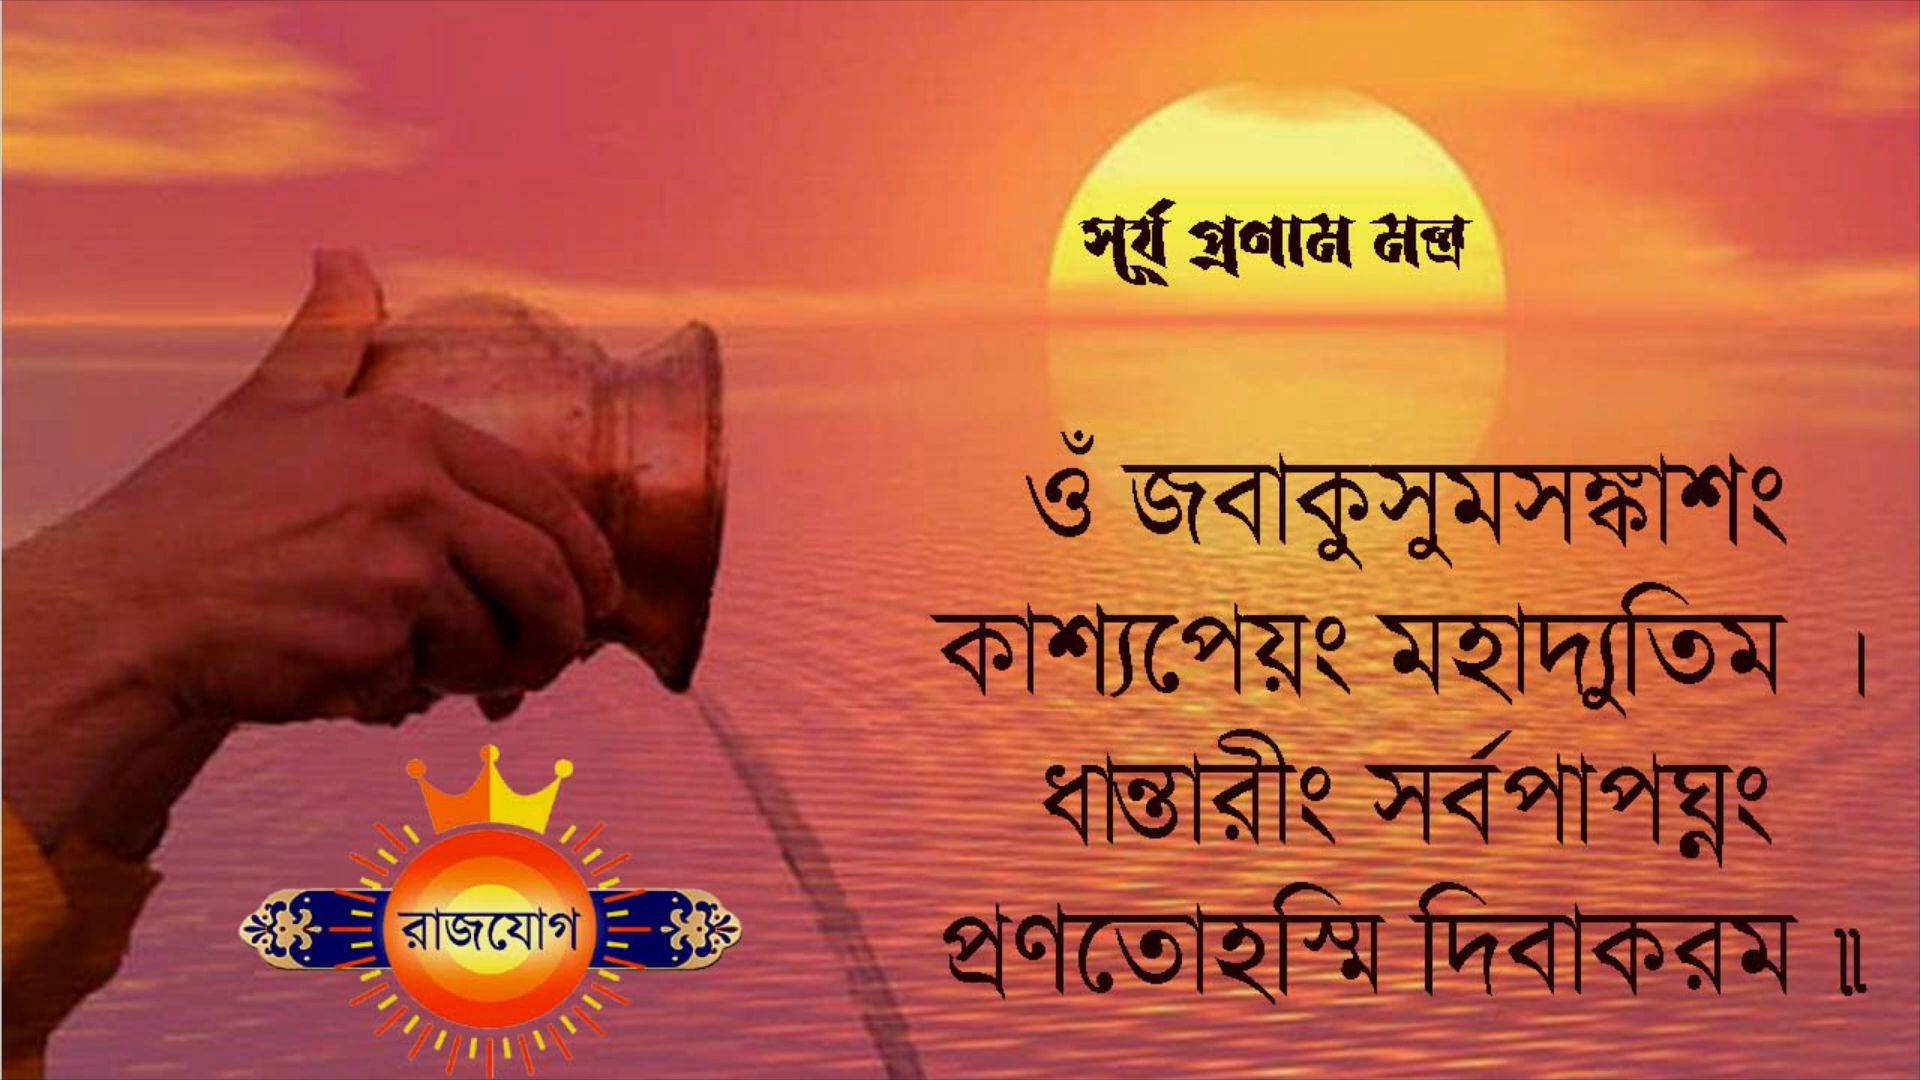 সূর্য প্রণাম মন্ত্র
ওঁ জবাকুসুমসঙ্কাশং
কাশ্যপেয়ং মহাদ্যুতিম ।
ধান্তারীং সর্বপাপঘ্নং
প্রণতোহস্মি দিবাকরম ॥
রাজযোগ